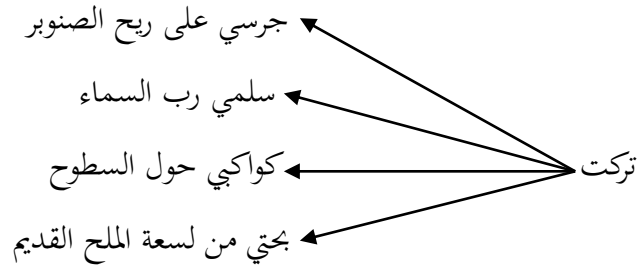 تركت
جرسي على ريح الصنوبر
سلمي رب السماء
كواكبي حول السطوح
بحتي من لسعة الملح القديم